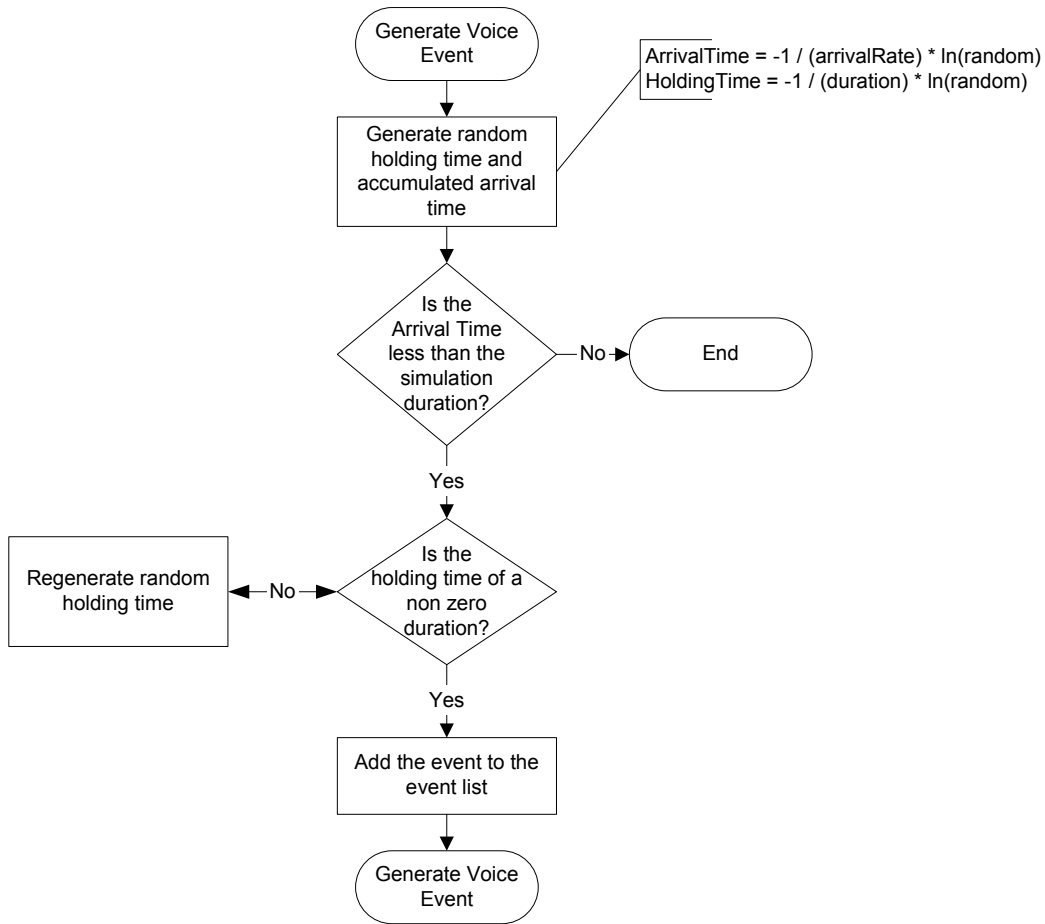 Generate Voice
Event
ArrivalTime = -1 / (arrivalRate) * ln(random)
HoldingTime = -1 / (duration) * ln(random)
Generate random
holding time and
accumulated arrival
time
Is the
Arrival Time
less than the
simulation
duration?
No
End
Yes
Is the
holding time of a
non zero
duration?
No
Regenerate random
holding time
Yes
Add the event to the
event list
Generate Voice
Event